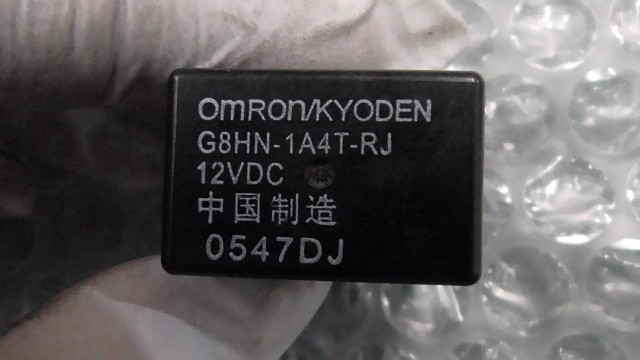 OMRON/KYODEN
G8HN-1A4T-RJ
12VDC
中国制造
0547DJ